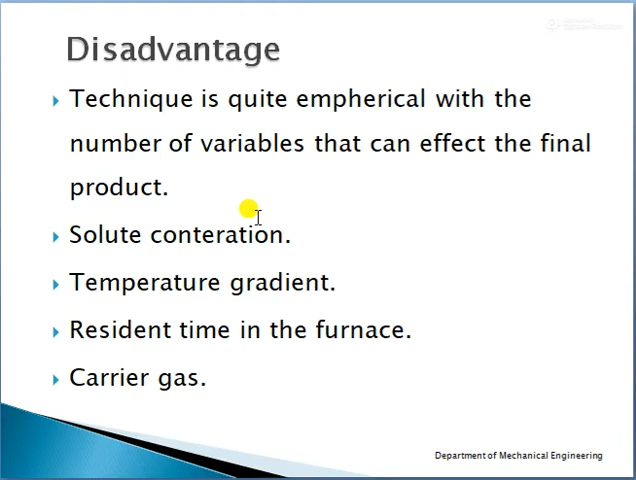 Disadvantage
Technique is quite empherical with the
number of variables that can effect the final
product.
Solute conteration.
Temperature gradient.
Resident time in the furnace.
Carrier gas.
Department of Mechanical Engineering